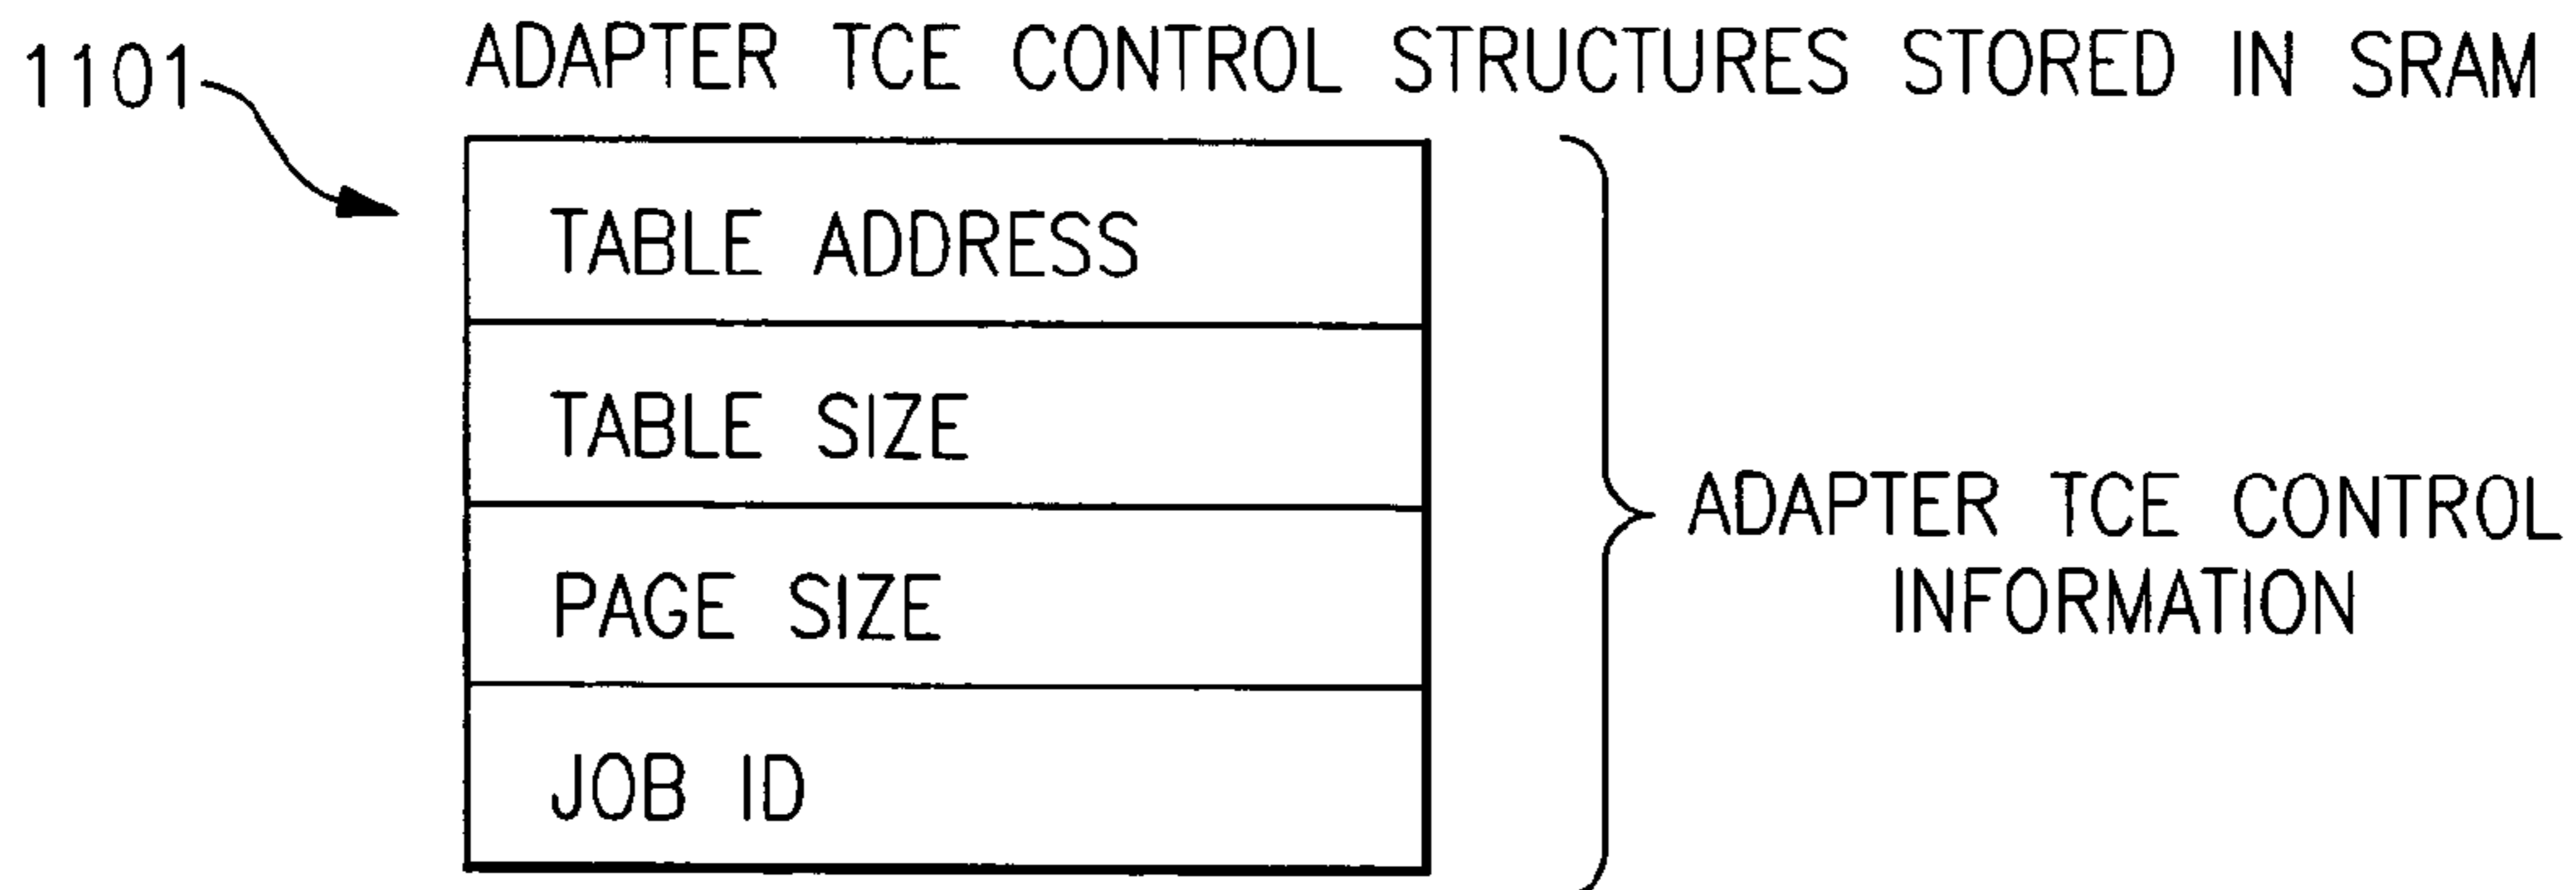 1101
ADAPTER TCE CONTROL STRUCTURES STORED IN SRAM
TABLE ADDRESS
TABLE SIZE
PAGE SIZE
JOB ID
ADAPTER TCE CONTROL
INFORMATION